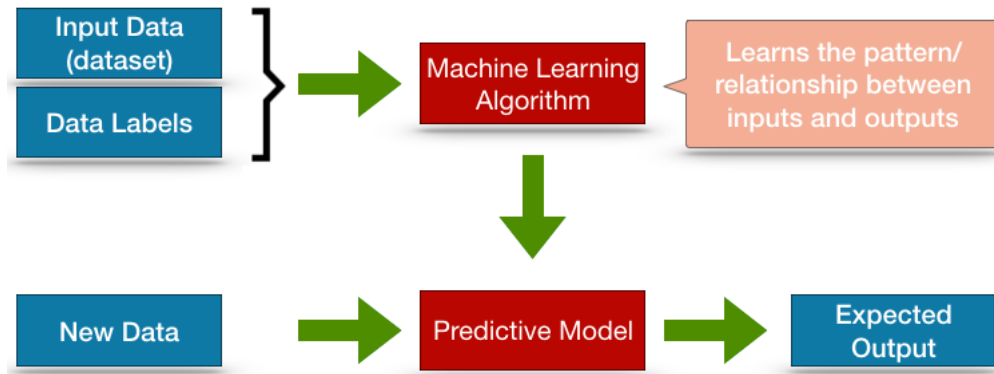 Input Data
(dataset)
Data Labels
Machine Learning
Algorithm
Learns the pattern/
relationship between
inputs and outputs
New Data
Predictive Model
Expected
Output